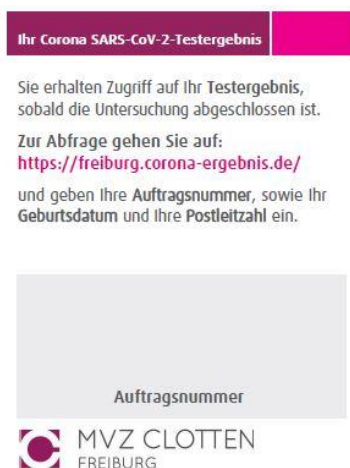 Ihr Corona SARS-CoV-2-Testergebnis
Sie erhalten Zugriff auf Ihr Testergebnis,
sobald die Untersuchung abgeschlossen ist.
Zur Abfrage gehen Sie auf:
https://freiburg.corona-ergebnis.de/
und geben Ihre Auftragsnummer, sowie Ihr
Geburtsdatum und Ihre Postleitzahl ein.
Auftragsnummer
MVZ CLOTTEN
FREIBURG